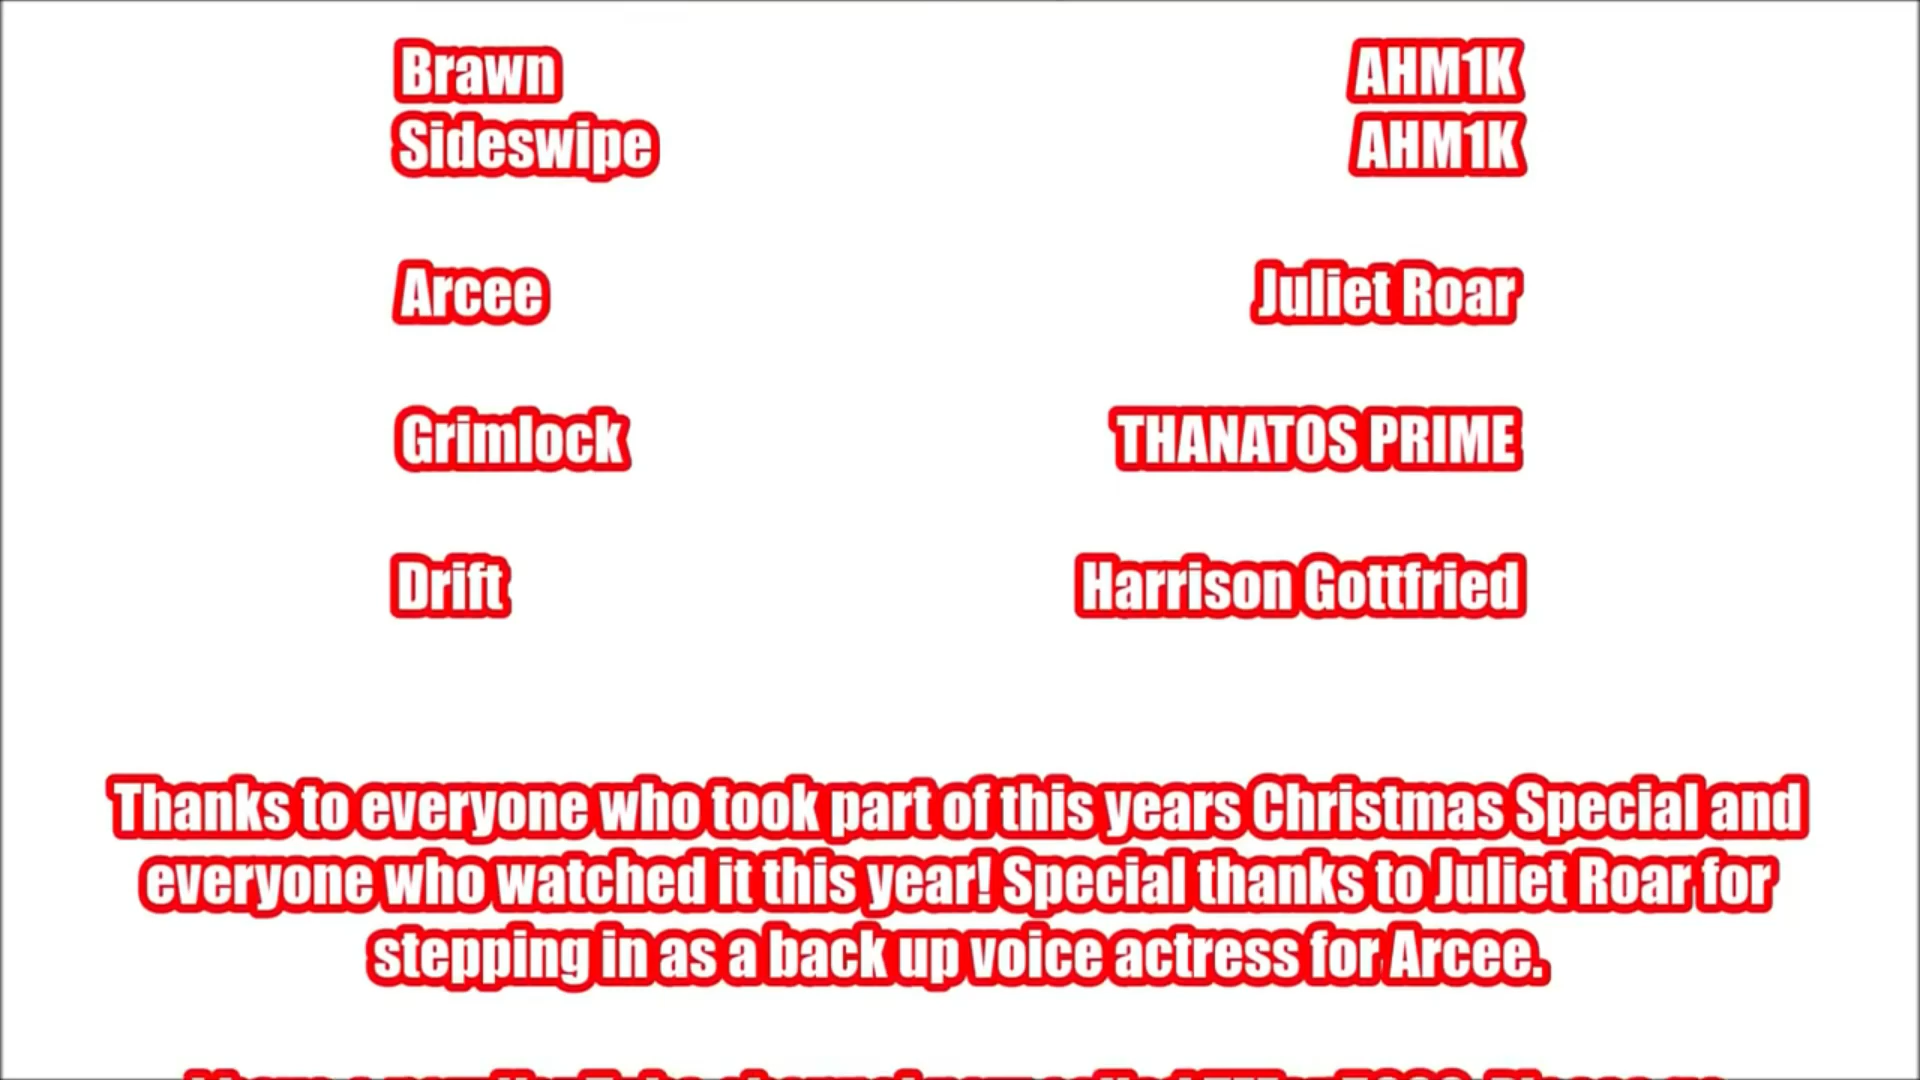 Brawn AHM1K
Sideswipe AHM1K
Arcee Juliet Roar
Grimlock THANATOS PRIME
Drift Harrison Gottfried
Thanks to everyone who took part of this years Christmas Special and
everyone who watched it this year! Special thanks to Juliet Roar for
stepping in as a back up voice actress for Arcee.